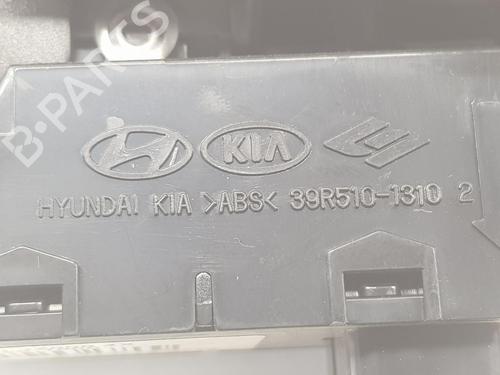 B-PARTS
KIA
HYUNDAI KIA >ABS< 39R510-1310 2